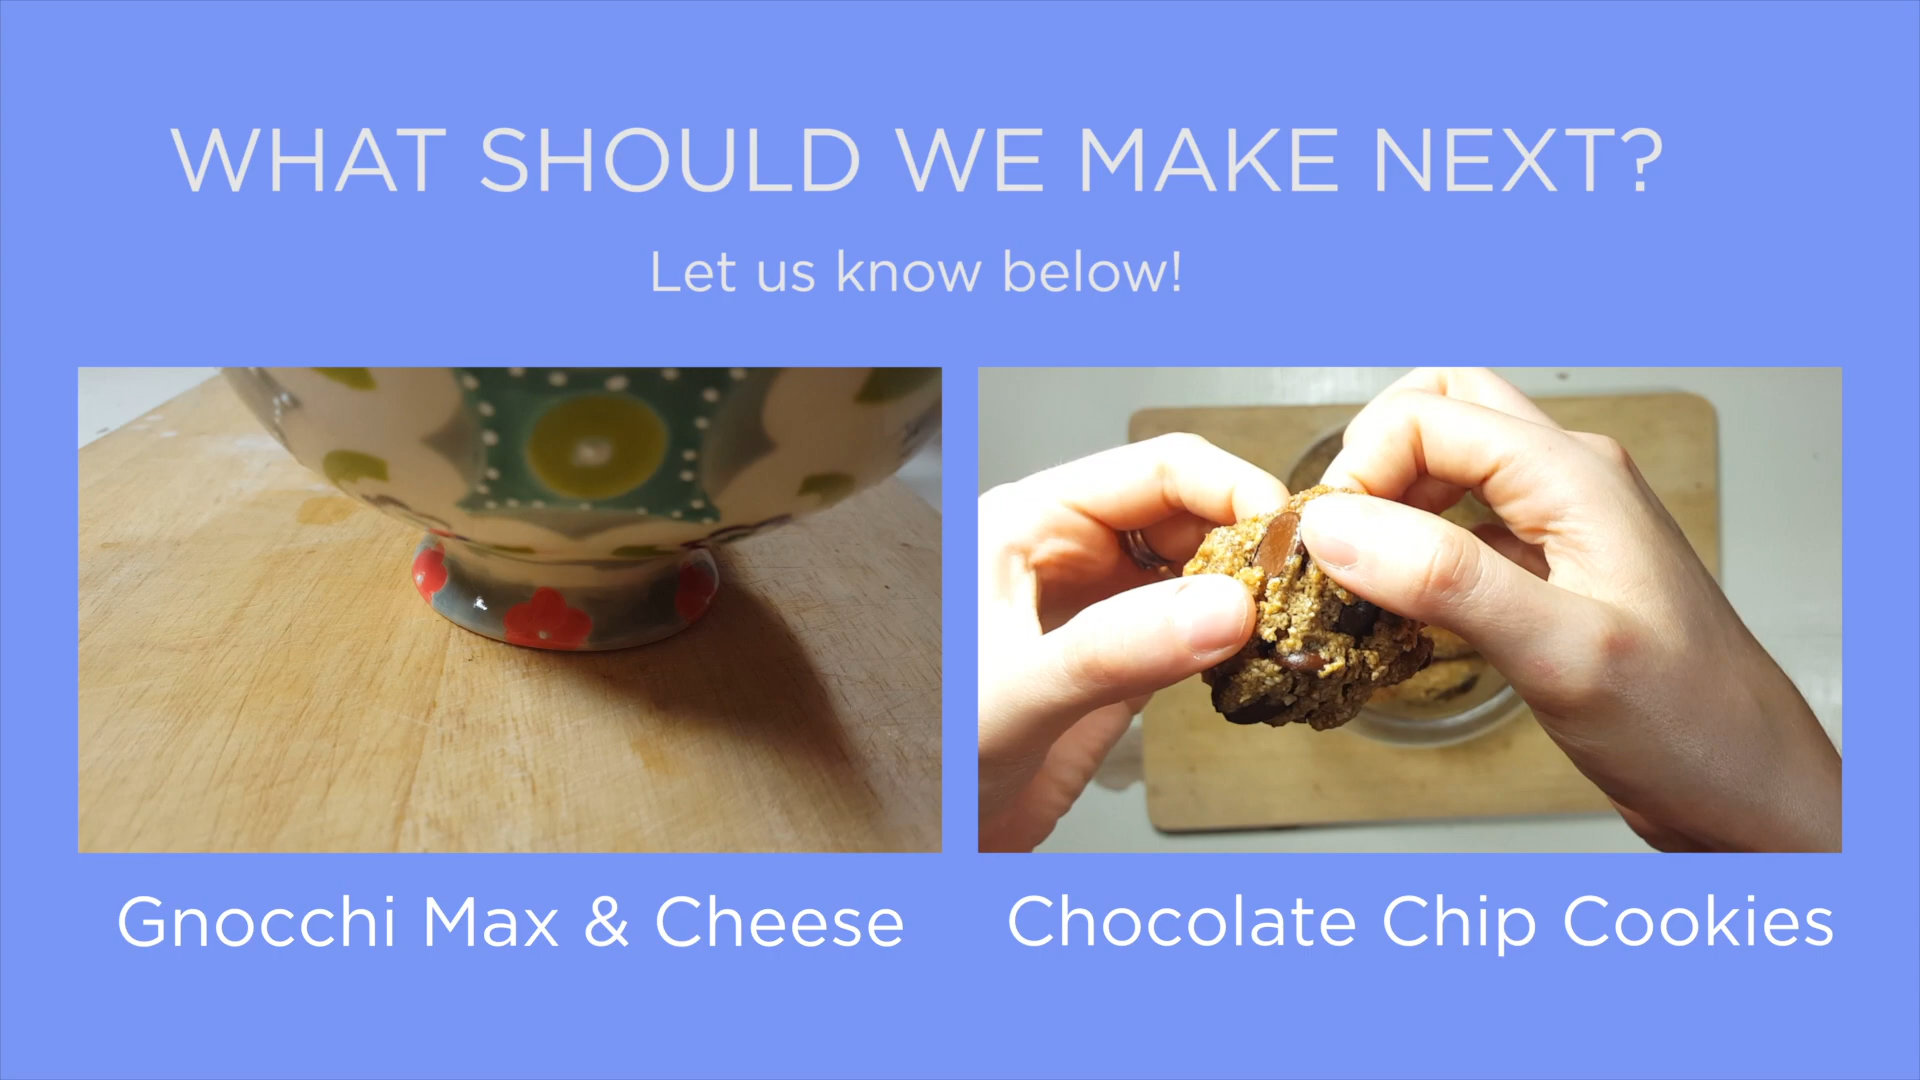 WHAT SHOULD WE MAKE NEXT?
Let us know below!
Gnocchi Max & Cheese
Chocolate Chip Cookies